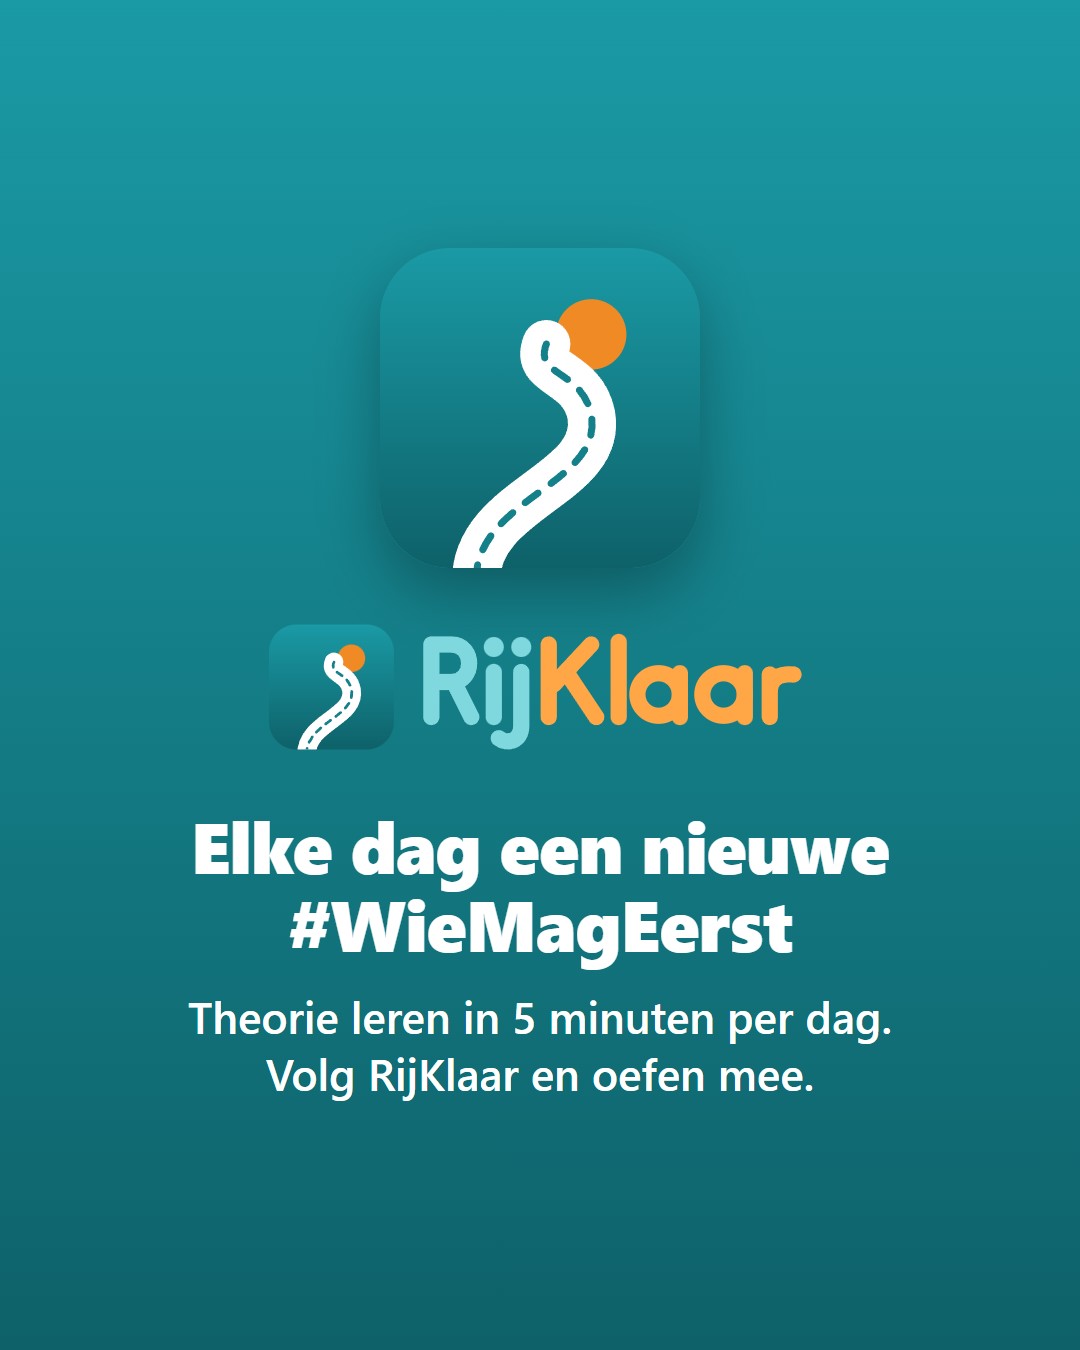 RijKlaar
Elke dag een nieuwe
#WieMagEerst
Theorie leren in 5 minuten per dag.
Volg RijKlaar en oefen mee.